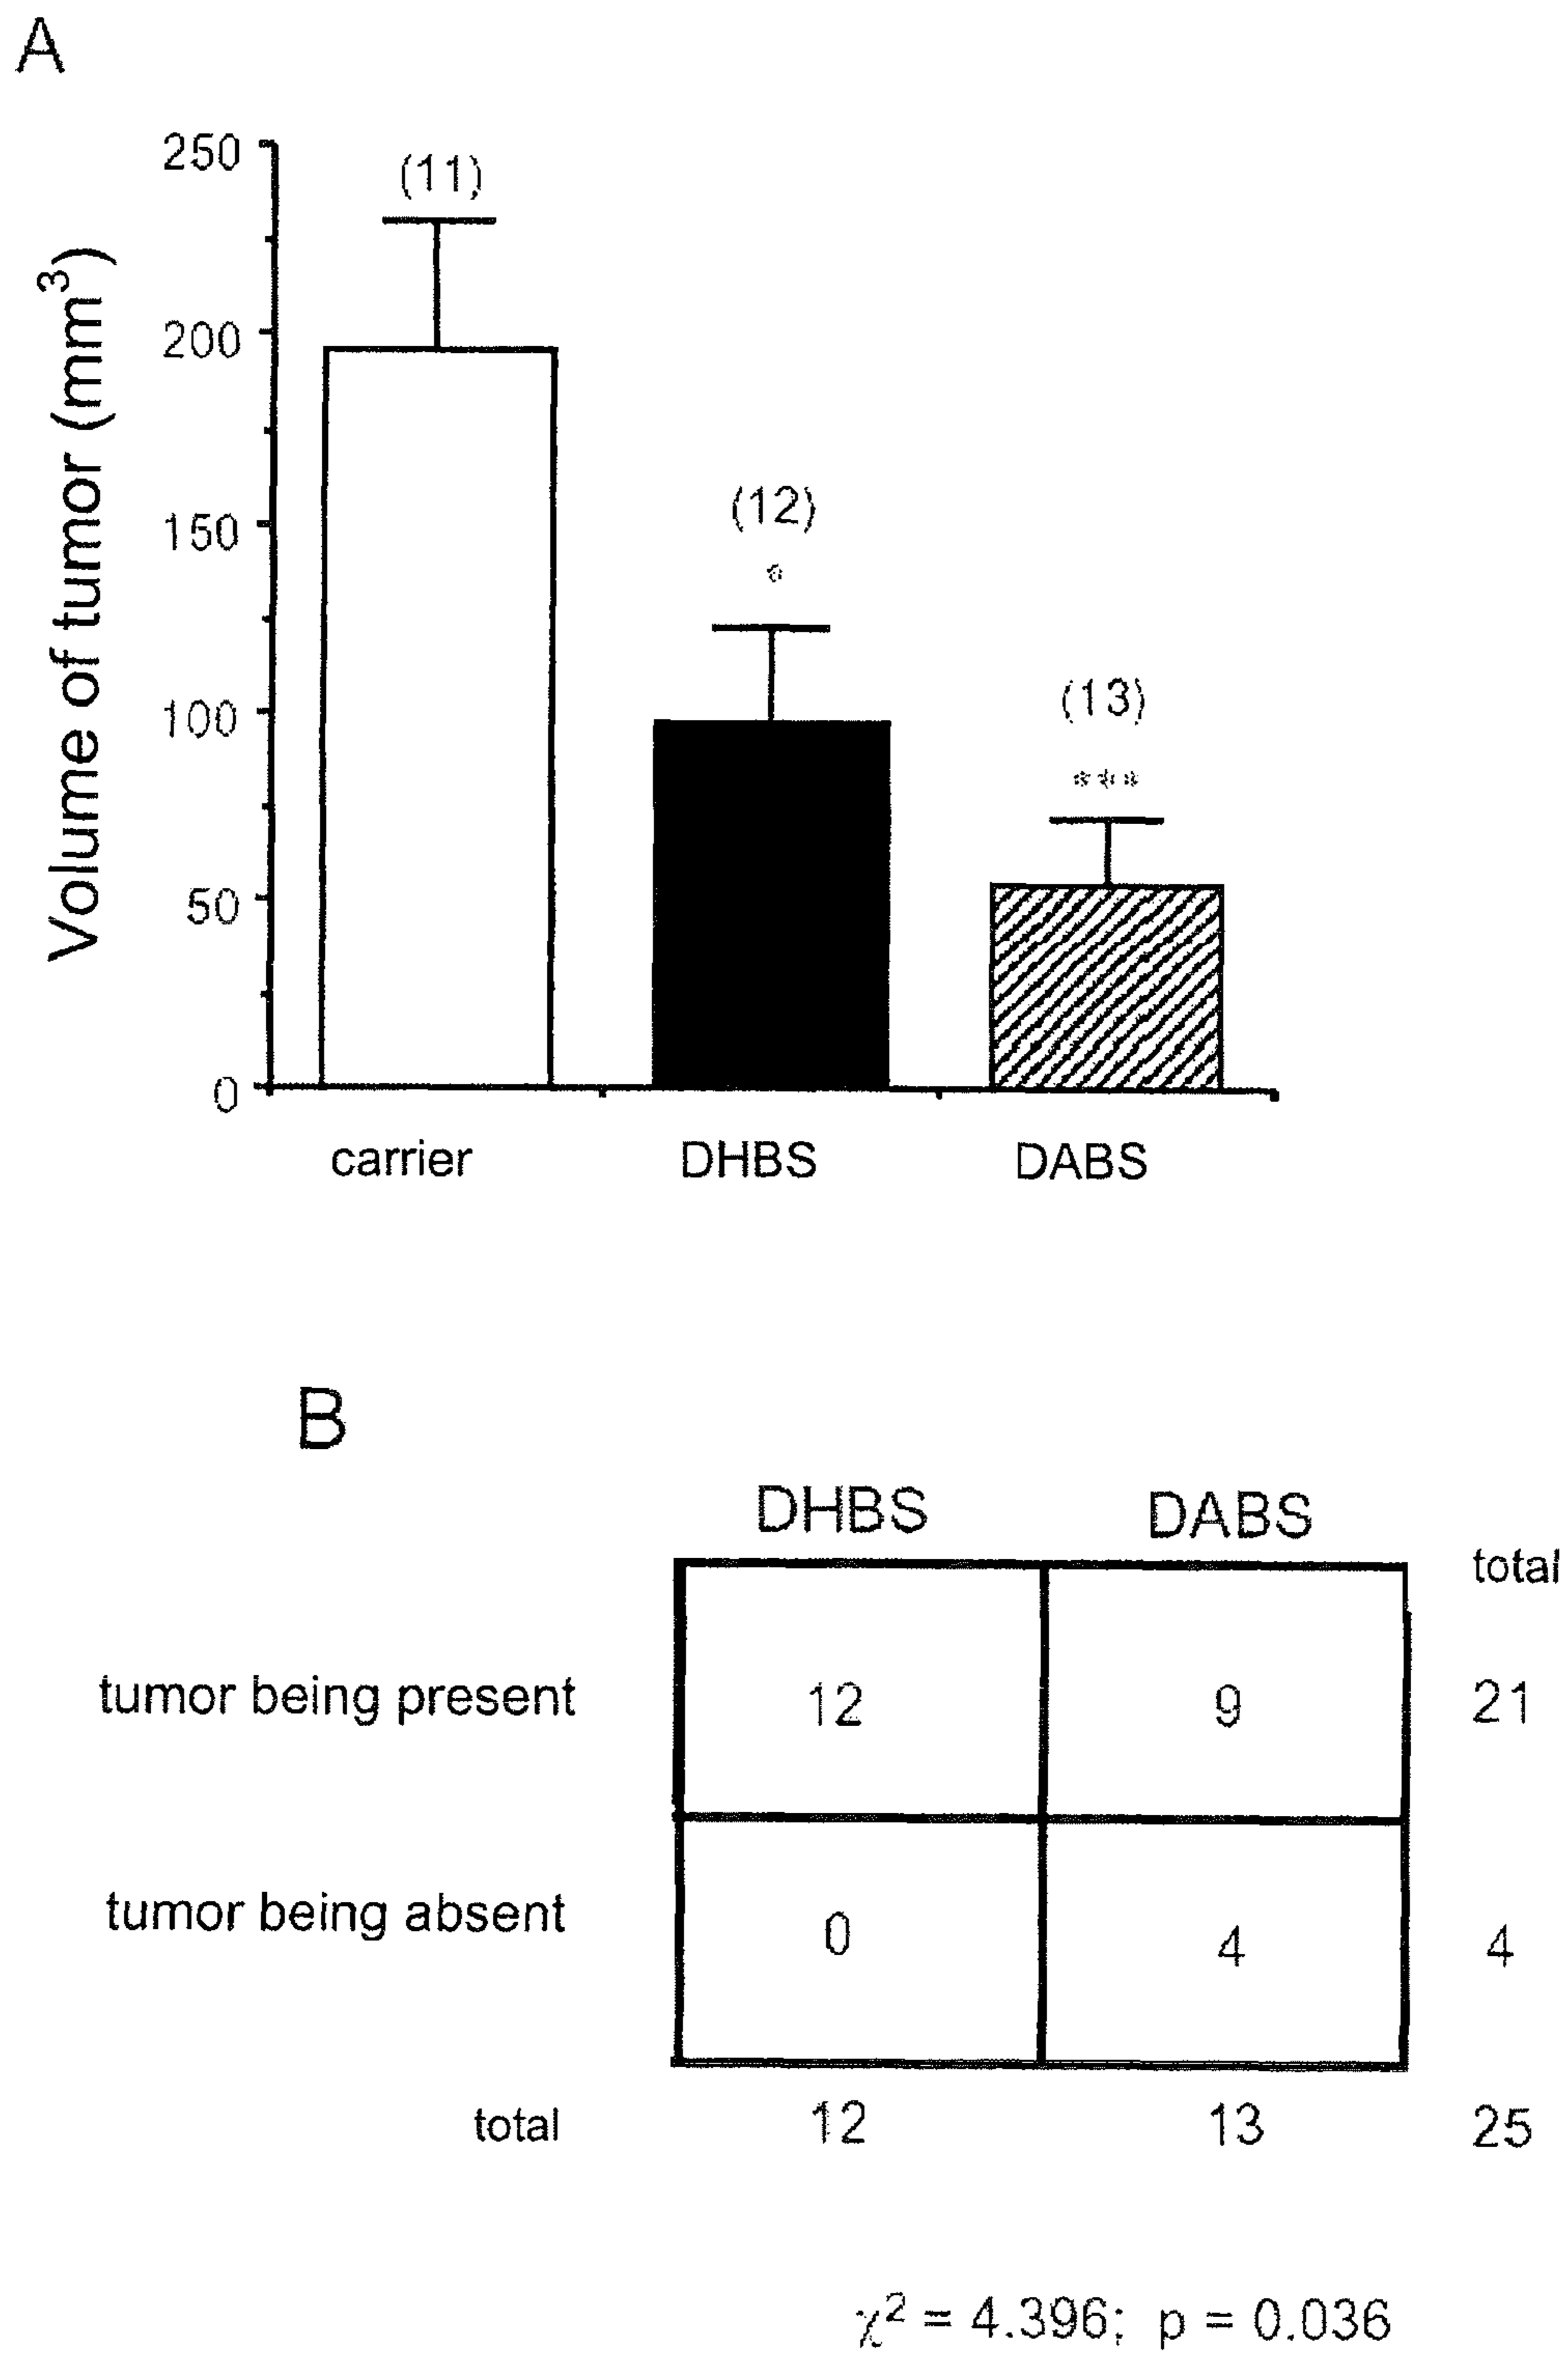 A
Volume of tumor (mm³)
250
200
150
100
50
0
(11)
(12)
*
(13)
***
carrier DHBS DABS
B
DHBS DABS total
tumor being present 12 9 21
tumor being absent 0 4 4
total 12 13 25
χ² = 4.396; p = 0.036